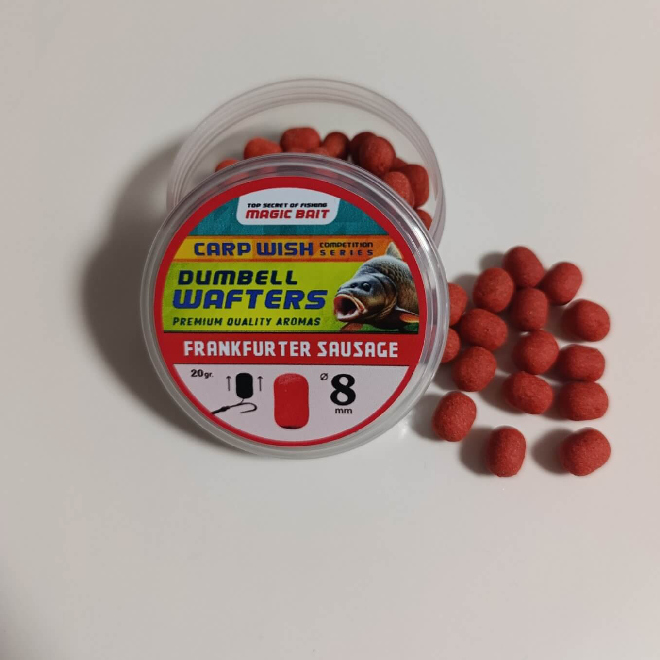 TOP SECRET OF FISHING
MAGIC BAIT
CARP WISH COMPETITION SERIES
DUMBELL
WAFTERS
PREMIUM QUALITY AROMAS
FRANKFURTER SAUSAGE
20gr.
Ø 8
mm